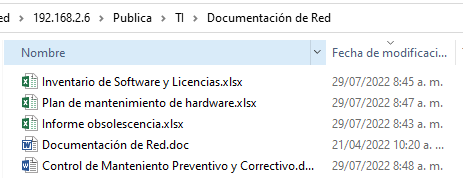 ed > 192.168.2.6 > Publica > TI > Documentación de Red
Nombre Fecha de modificaci...
Inventario de Software y Licencias.xlsx 29/07/2022 8:45 a. m.
Plan de mantenimiento de hardware.xlsx 29/07/2022 8:47 a. m.
Informe obsolescencia.xlsx 29/07/2022 8:43 a. m.
Documentación de Red.doc 21/04/2022 10:20 a. ...
Control de Manteniento Preventivo y Correctivo.d... 29/07/2022 8:48 a. m.